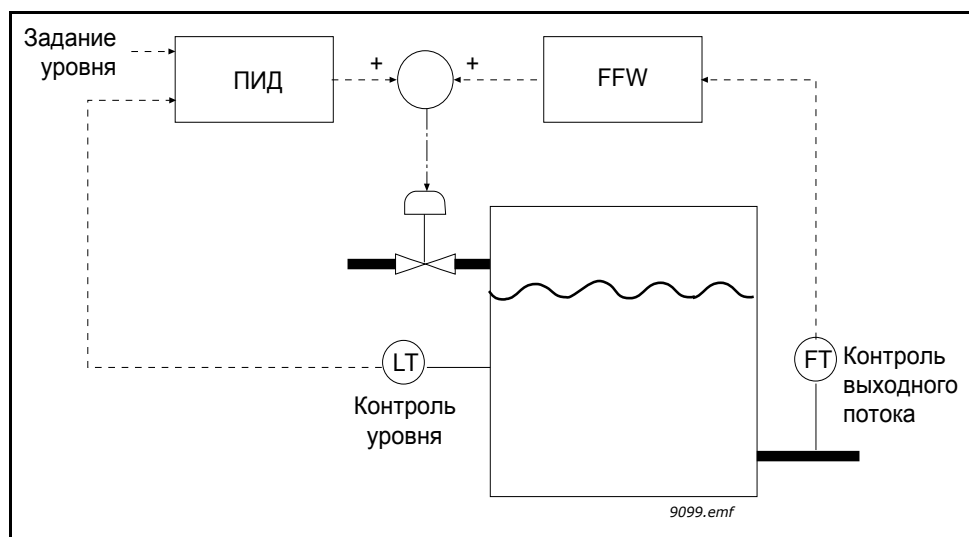 Задание
уровня
ПИД
+
+
FFW
LT
Контроль
уровня
FT
Контроль
выходного
потока
9099.emf